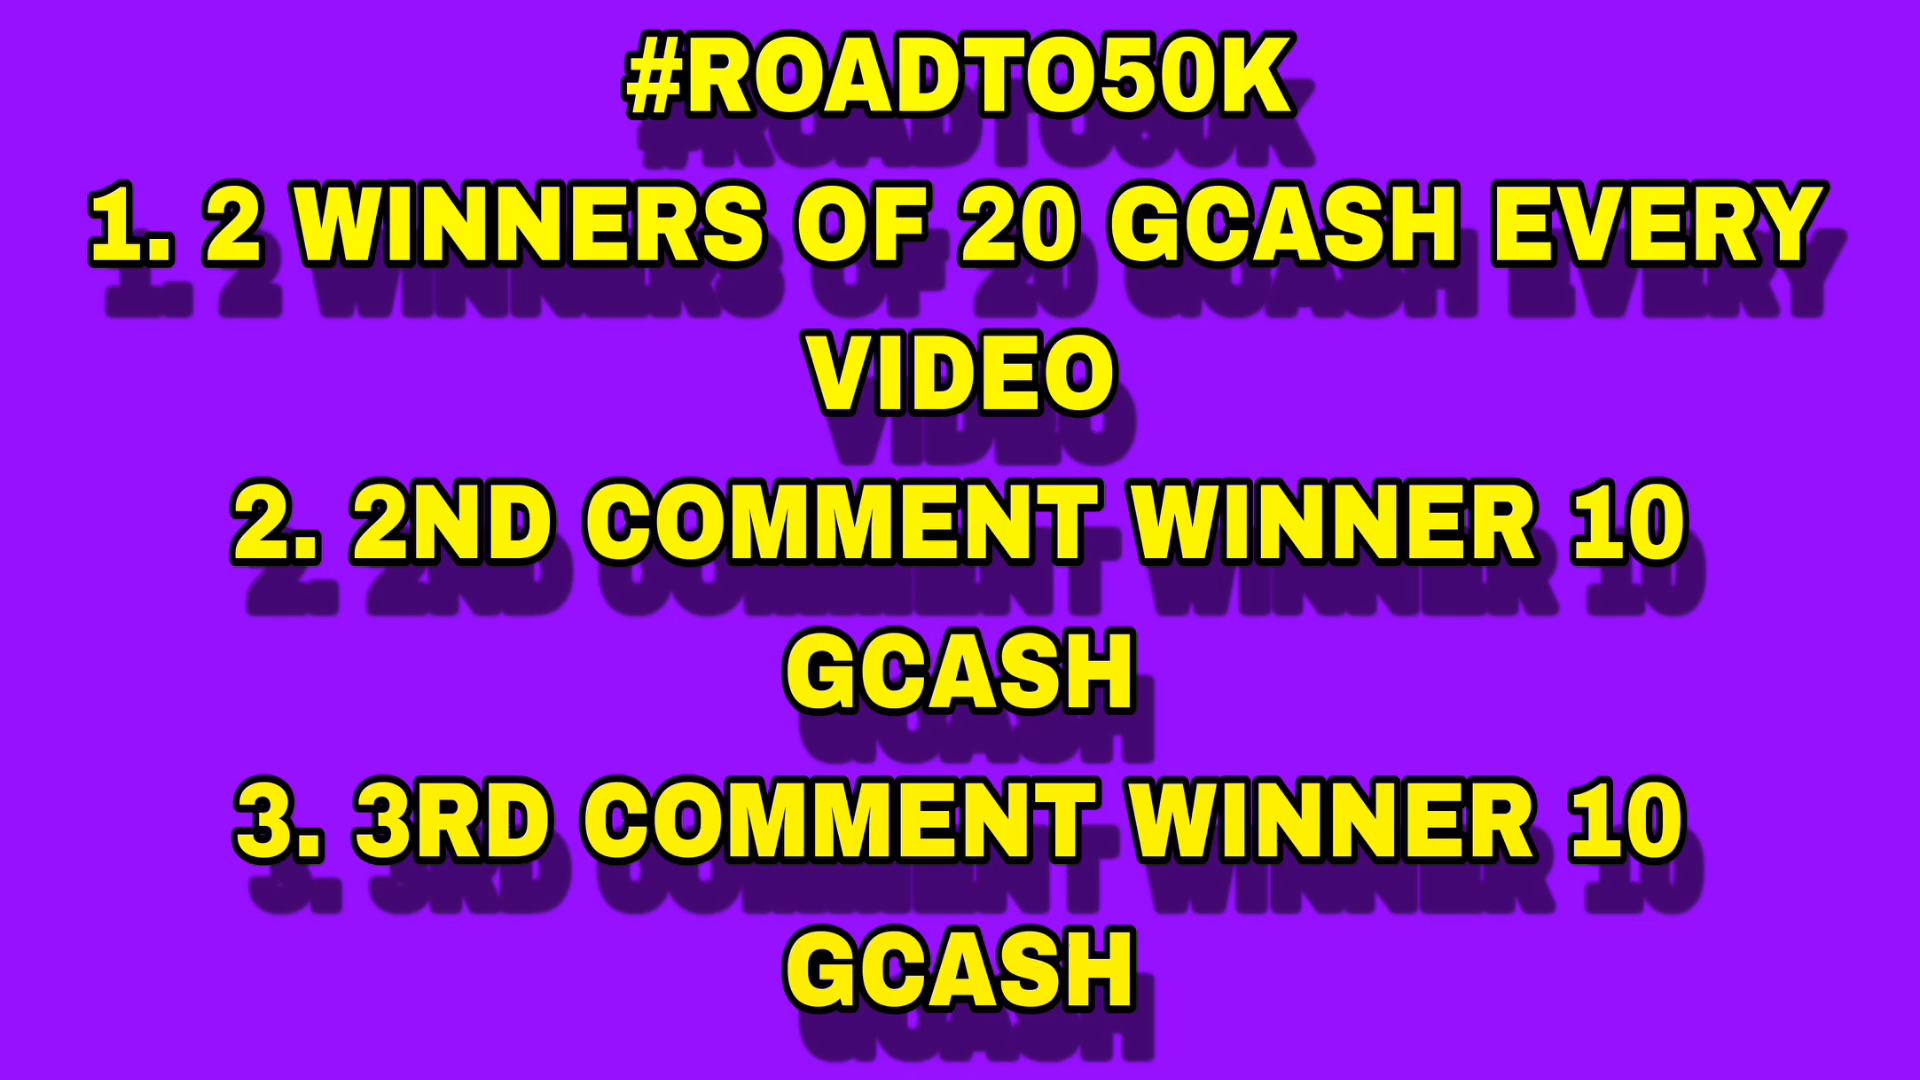 #ROADTO50K
1. 2 WINNERS OF 20 GCASH EVERY
VIDEO
2. 2ND COMMENT WINNER 10
GCASH
3. 3RD COMMENT WINNER 10
GCASH